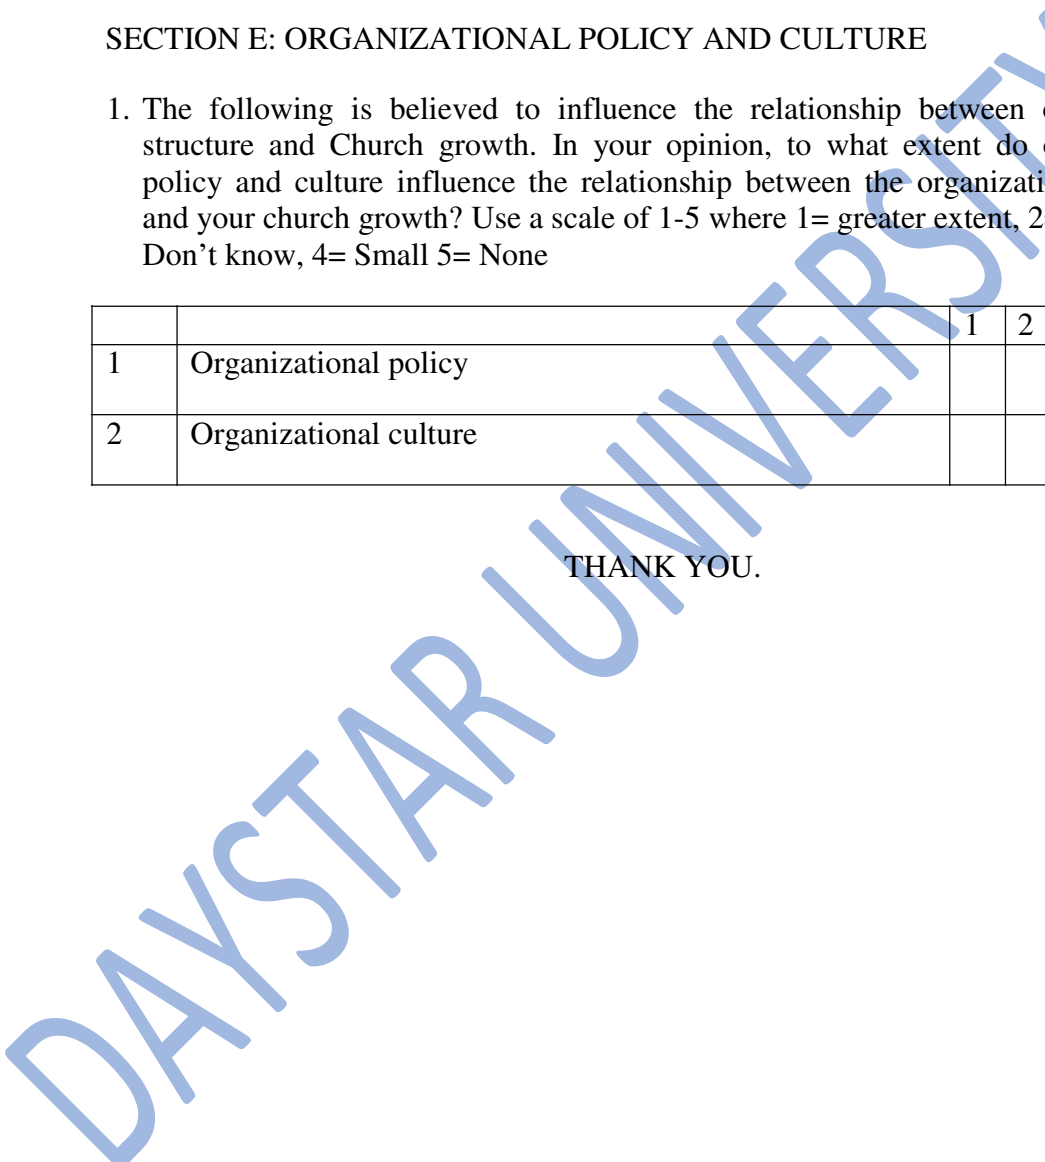 SECTION E: ORGANIZATIONAL POLICY AND CULTURE
1. The following is believed to influence the relationship between
structure and Church growth. In your opinion, to what extent do
policy and culture influence the relationship between the organizati
and your church growth? Use a scale of 1-5 where 1= greater extent, 2
Don’t know, 4= Small 5= None
1 2
1 Organizational policy
2 Organizational culture
THANK YOU.
DAYSTAR UNIVERSITY